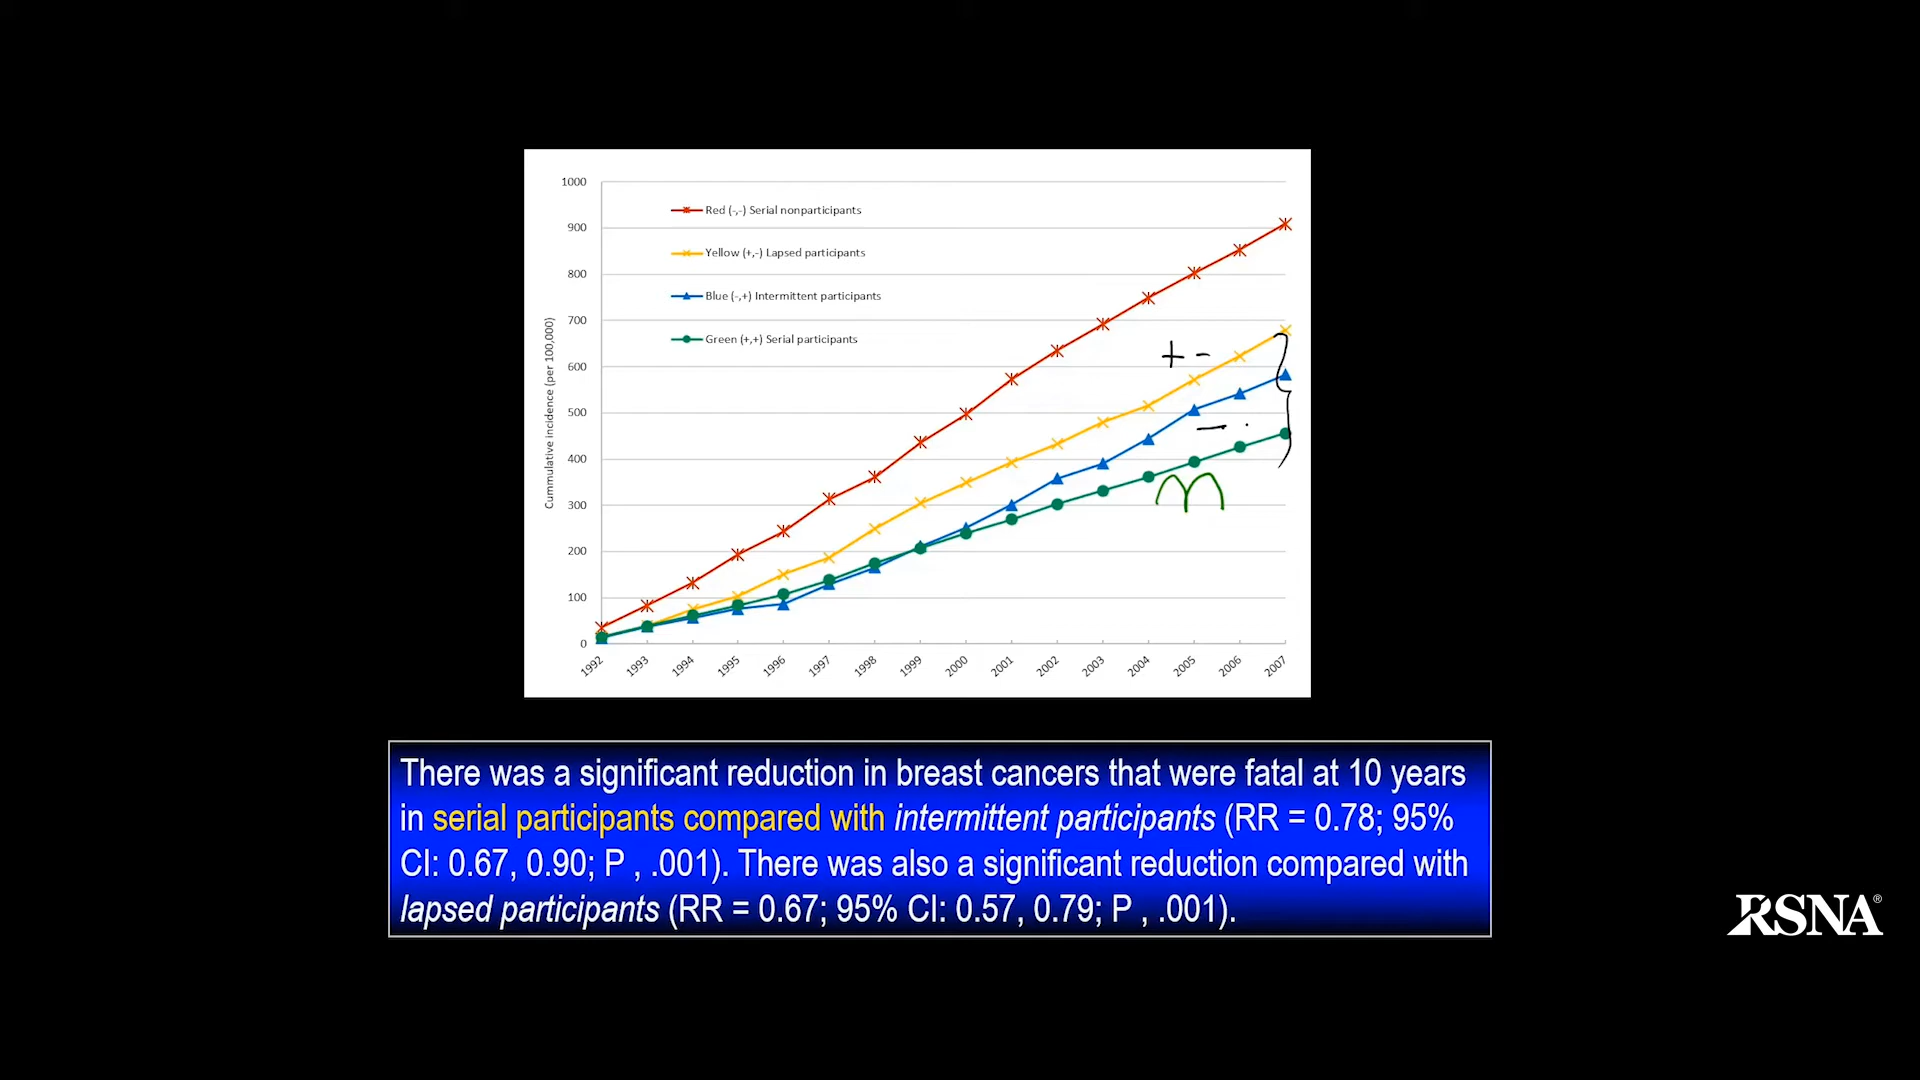 1000
900
800
700
600
500
400
300
200
100
0
Cummulative incidence (per 100,000)
Red (-,-) Serial nonparticipants
Yellow (+,-) Lapsed participants
Blue (-,+) Intermittent participants
Green (+,+) Serial participants
+ -
1992 1993 1994 1995 1996 1997 1998 1999 2000 2001 2002 2003 2004 2005 2006 2007
There was a significant reduction in breast cancers that were fatal at 10 years
in serial participants compared with intermittent participants (RR = 0.78; 95%
CI: 0.67, 0.90; P , .001). There was also a significant reduction compared with
lapsed participants (RR = 0.67; 95% CI: 0.57, 0.79; P , .001).
RSNA®